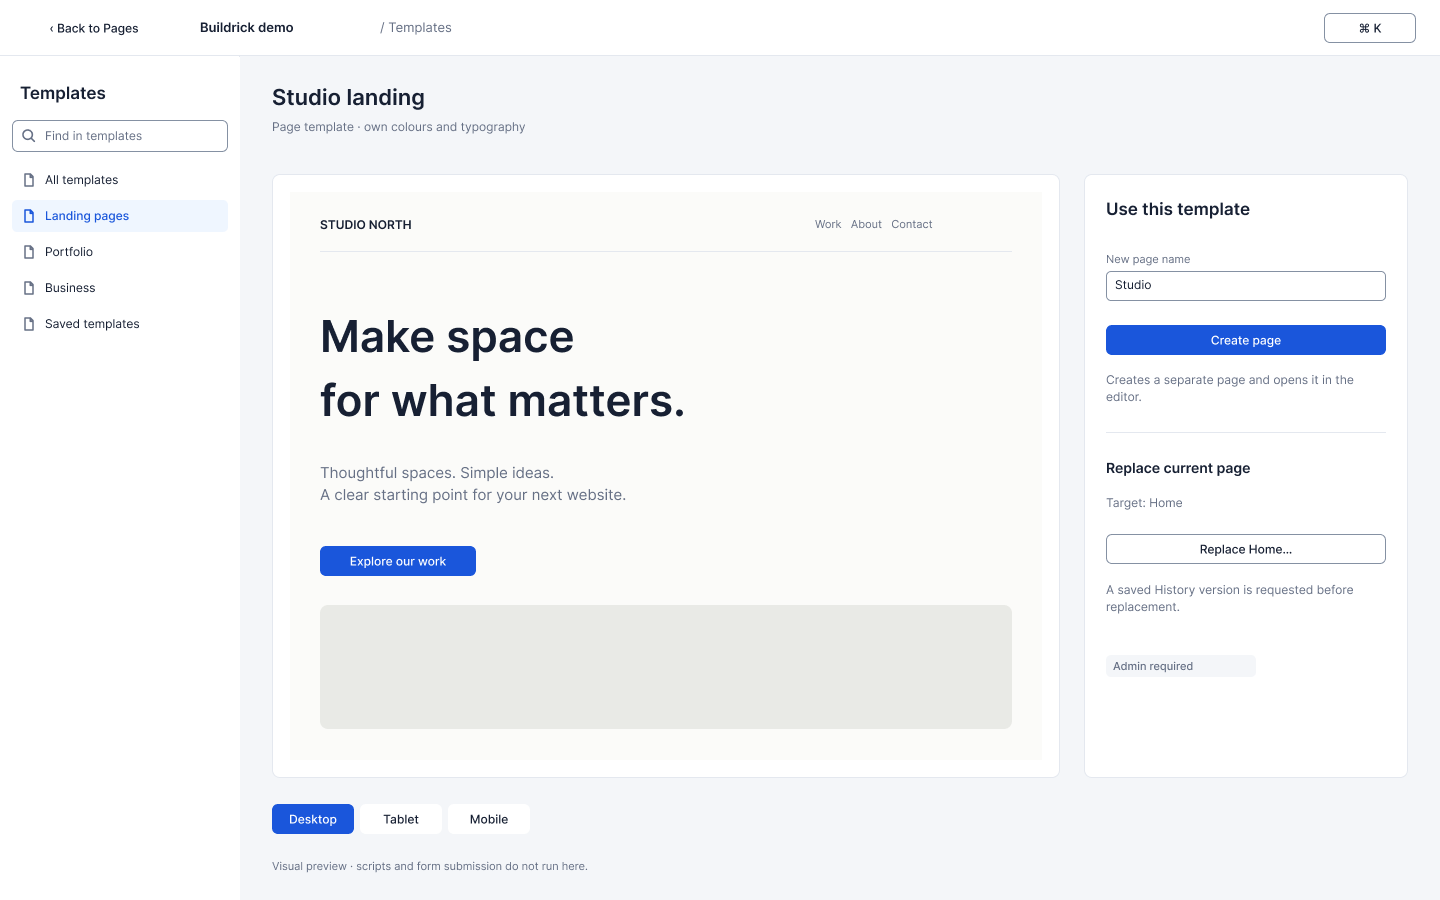 ‹ Back to Pages
Buildrick demo
/ Templates
⌘ K
Templates
Find in templates
All templates
Landing pages
Portfolio
Business
Saved templates
Studio landing
Page template · own colours and typography
STUDIO NORTH
Work About Contact
Make space
for what matters.
Thoughtful spaces. Simple ideas.
A clear starting point for your next website.
Explore our work
Use this template
New page name
Studio
Create page
Creates a separate page and opens it in the
editor.
Replace current page
Target: Home
Replace Home...
A saved History version is requested before
replacement.
Admin required
Desktop
Tablet
Mobile
Visual preview · scripts and form submission do not run here.